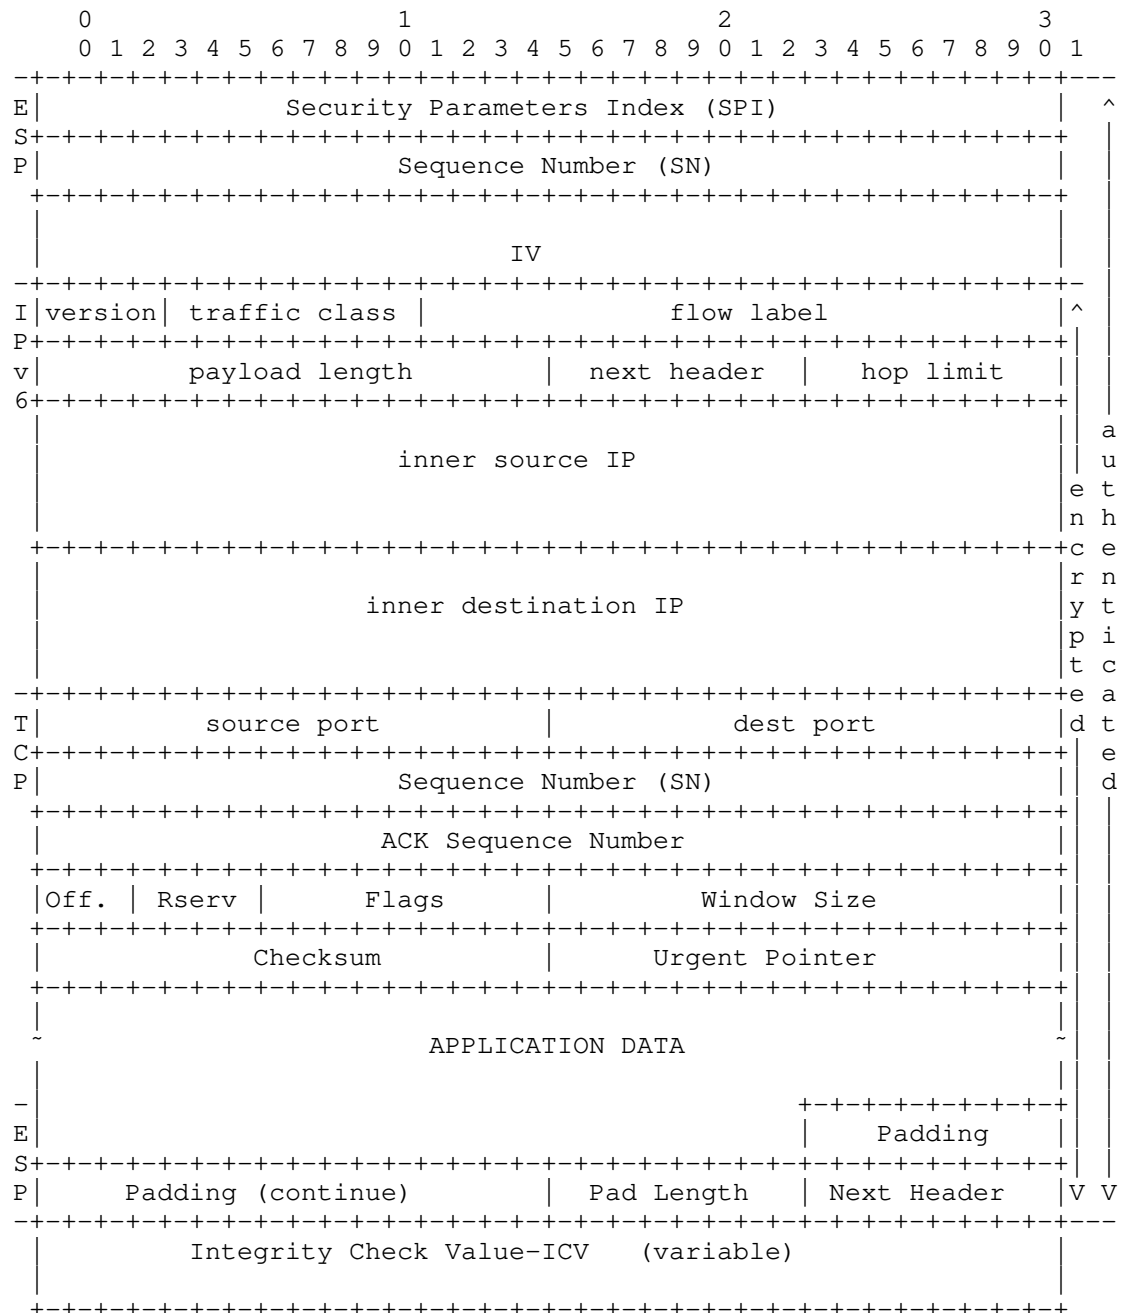 0                   1                   2                   3
0 1 2 3 4 5 6 7 8 9 0 1 2 3 4 5 6 7 8 9 0 1 2 3 4 5 6 7 8 9 0 1
-+-+-+-+-+-+-+-+-+-+-+-+-+-+-+-+-+-+-+-+-+-+-+-+-+-+-+-+-+-+-+-+-+---
E|               Security Parameters Index (SPI)                 |  ^
S+-+-+-+-+-+-+-+-+-+-+-+-+-+-+-+-+-+-+-+-+-+-+-+-+-+-+-+-+-+-+-+-+  |
P|                      Sequence Number (SN)                     |  |
 +-+-+-+-+-+-+-+-+-+-+-+-+-+-+-+-+-+-+-+-+-+-+-+-+-+-+-+-+-+-+-+-+  |
 |                                                               |  |
 |                             IV                                |  |
-+-+-+-+-+-+-+-+-+-+-+-+-+-+-+-+-+-+-+-+-+-+-+-+-+-+-+-+-+-+-+-+-+- |
I|version| traffic class |               flow label              |^ |
P+-+-+-+-+-+-+-+-+-+-+-+-+-+-+-+-+-+-+-+-+-+-+-+-+-+-+-+-+-+-+-+-+| |
v|         payload length        |  next header  |   hop limit   || |
6+-+-+-+-+-+-+-+-+-+-+-+-+-+-+-+-+-+-+-+-+-+-+-+-+-+-+-+-+-+-+-+-+| |
 |                                                               || a
 |                      inner source IP                          || u
 |                                                               |e t
 |                                                               |n h
 +-+-+-+-+-+-+-+-+-+-+-+-+-+-+-+-+-+-+-+-+-+-+-+-+-+-+-+-+-+-+-+-+c e
 |                                                               |r n
 |                    inner destination IP                       |y t
 |                                                               |p i
 |                                                               |t c
-+-+-+-+-+-+-+-+-+-+-+-+-+-+-+-+-+-+-+-+-+-+-+-+-+-+-+-+-+-+-+-+-+e a
T|          source port          |           dest port           |d t
C+-+-+-+-+-+-+-+-+-+-+-+-+-+-+-+-+-+-+-+-+-+-+-+-+-+-+-+-+-+-+-+-+| e
P|                      Sequence Number (SN)                     || d
 +-+-+-+-+-+-+-+-+-+-+-+-+-+-+-+-+-+-+-+-+-+-+-+-+-+-+-+-+-+-+-+-+| |
 |                     ACK Sequence Number                       || |
 +-+-+-+-+-+-+-+-+-+-+-+-+-+-+-+-+-+-+-+-+-+-+-+-+-+-+-+-+-+-+-+-+| |
 |Off. | Rserv |      Flags      |         Window Size           || |
 +-+-+-+-+-+-+-+-+-+-+-+-+-+-+-+-+-+-+-+-+-+-+-+-+-+-+-+-+-+-+-+-+| |
 |             Checksum          |      Urgent Pointer           || |
 +-+-+-+-+-+-+-+-+-+-+-+-+-+-+-+-+-+-+-+-+-+-+-+-+-+-+-+-+-+-+-+-+| |
 |                                                               || |
 ~                        APPLICATION DATA                       ~| |
 |                                                               || |
-|                                               +-+-+-+-+-+-+-+-+| |
E|                                               |    Padding    || |
S+-+-+-+-+-+-+-+-+-+-+-+-+-+-+-+-+-+-+-+-+-+-+-+-+-+-+-+-+-+-+-+-+| |
P|     Padding (continue)        |  Pad Length   | Next Header   |V V
-+-+-+-+-+-+-+-+-+-+-+-+-+-+-+-+-+-+-+-+-+-+-+-+-+-+-+-+-+-+-+-+-+---
 |         Integrity Check Value-ICV   (variable)                |
 |                                                               |
 +-+-+-+-+-+-+-+-+-+-+-+-+-+-+-+-+-+-+-+-+-+-+-+-+-+-+-+-+-+-+-+-+